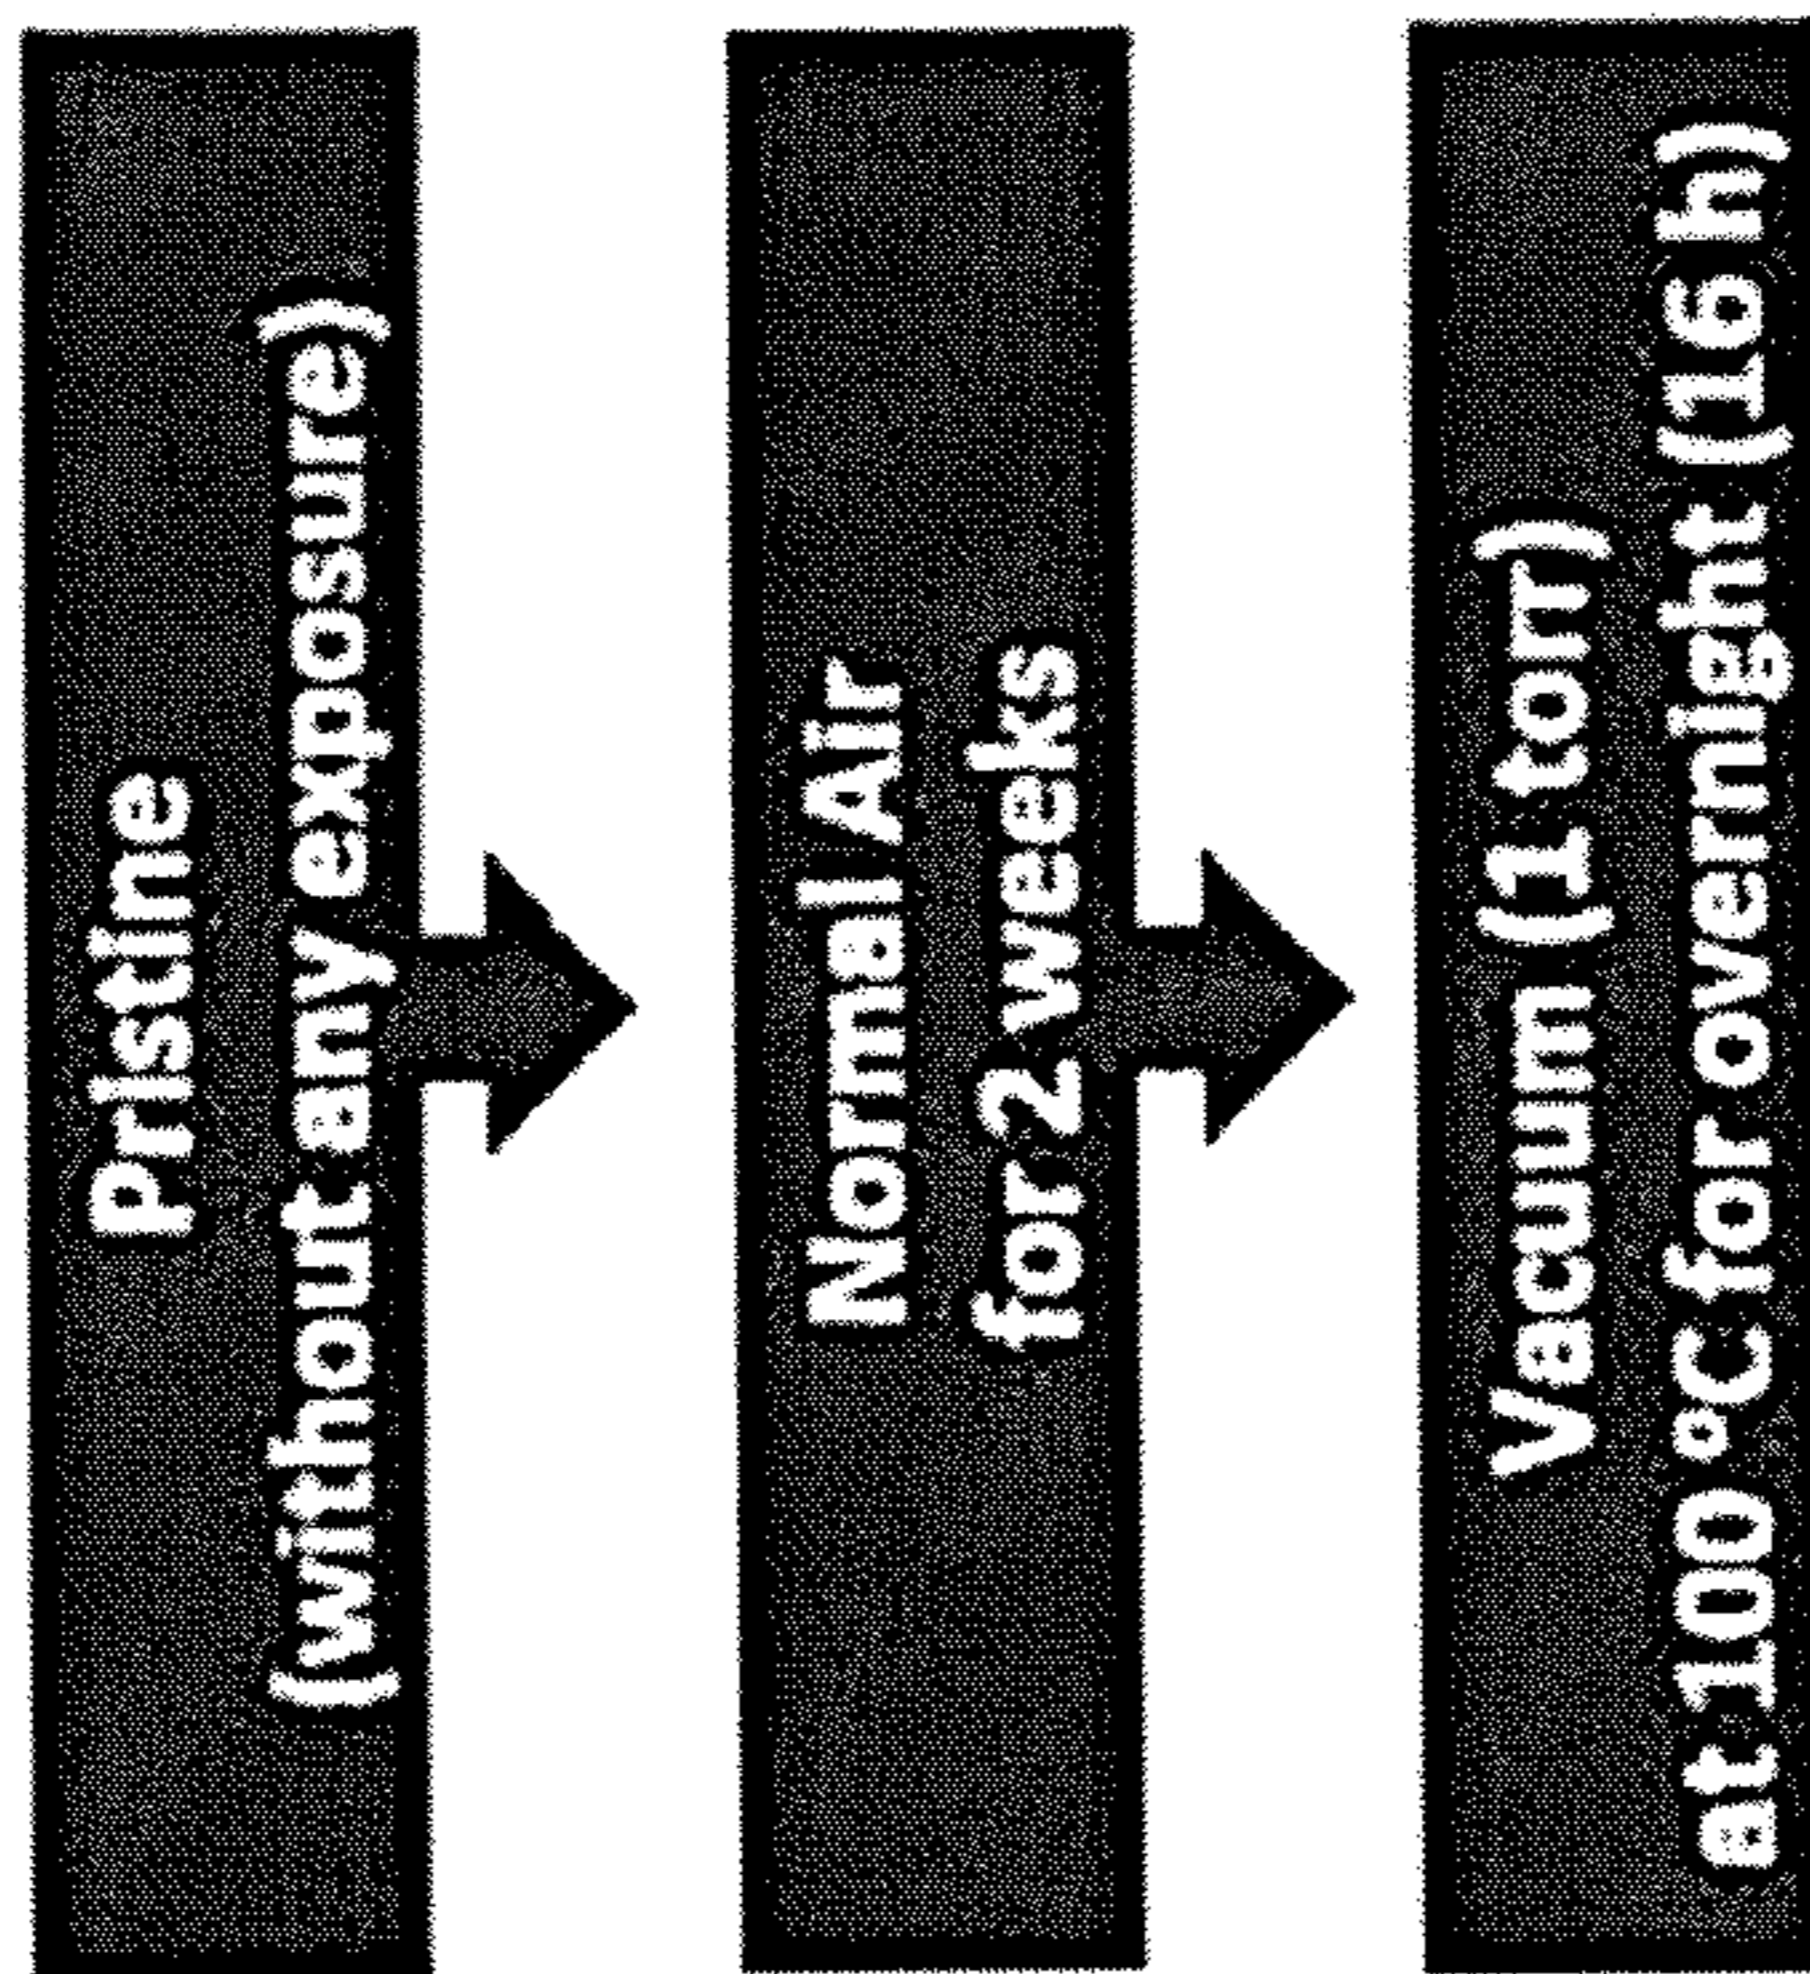 Pristine
(without any exposure)
Normal Air
for 2 weeks
Vacuum (1 torr)
at 100 °C for overnight (16 h)